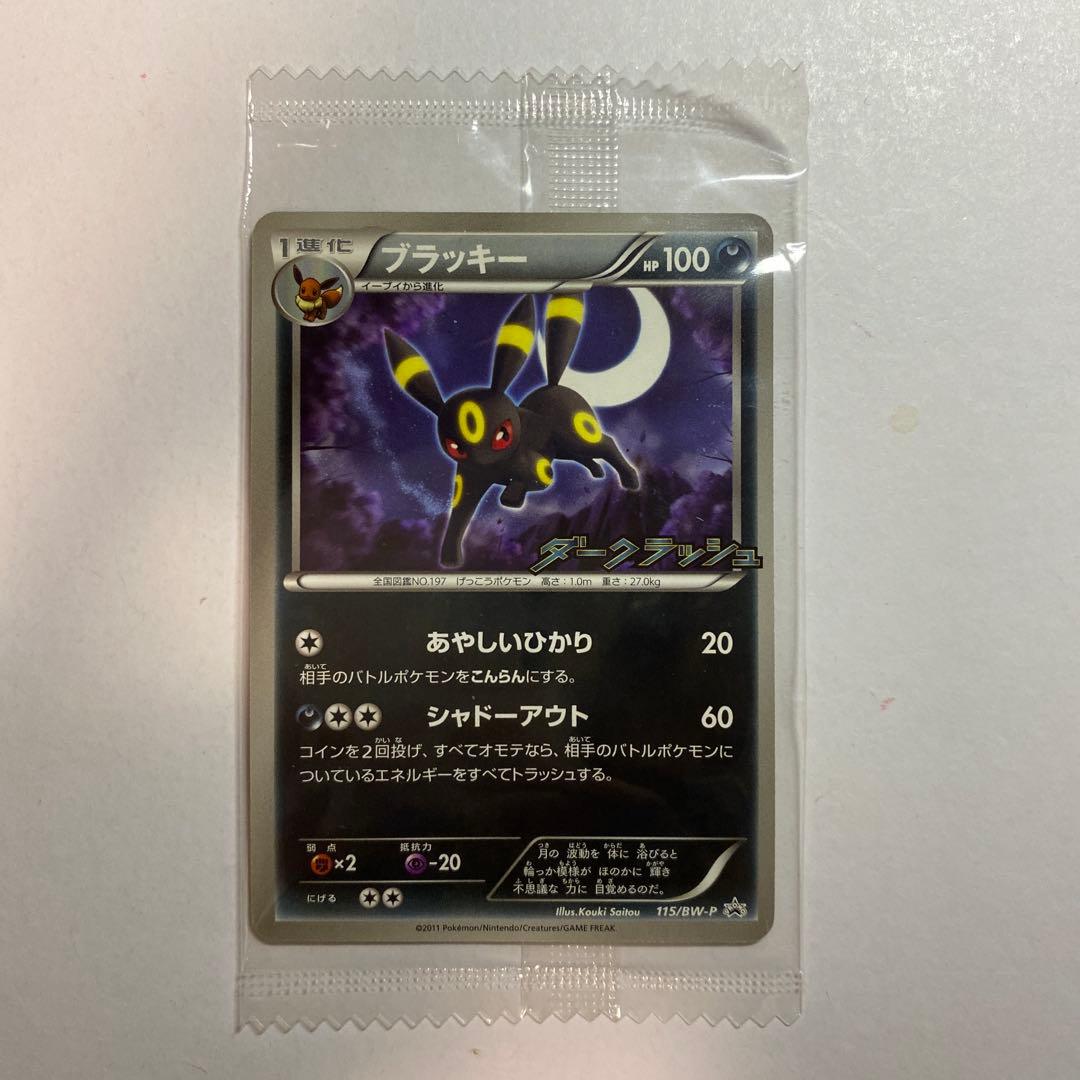 1進化 ブラッキー HP100
イーブイから進化
ダークラッシュ
全国図鑑NO.197 げっこうポケモン 高さ：1.0m 重さ：27.0kg
あやしいひかり 20
相手のバトルポケモンをこんらんにする。
シャドーアウト 60
コインを2回投げ、すべてオモテなら、相手のバトルポケモンに
ついているエネルギーをすべてトラッシュする。
弱点 抵抗力
×2 -20
にげる
月の 波動を 体に 浴びると
輪っか模様が ほのかに 輝き
不思議な 力に 目覚めるのだ。
Illus.Kouki Saitou 115/BW-P
©2011 Pokémon/Nintendo/Creatures/GAME FREAK.